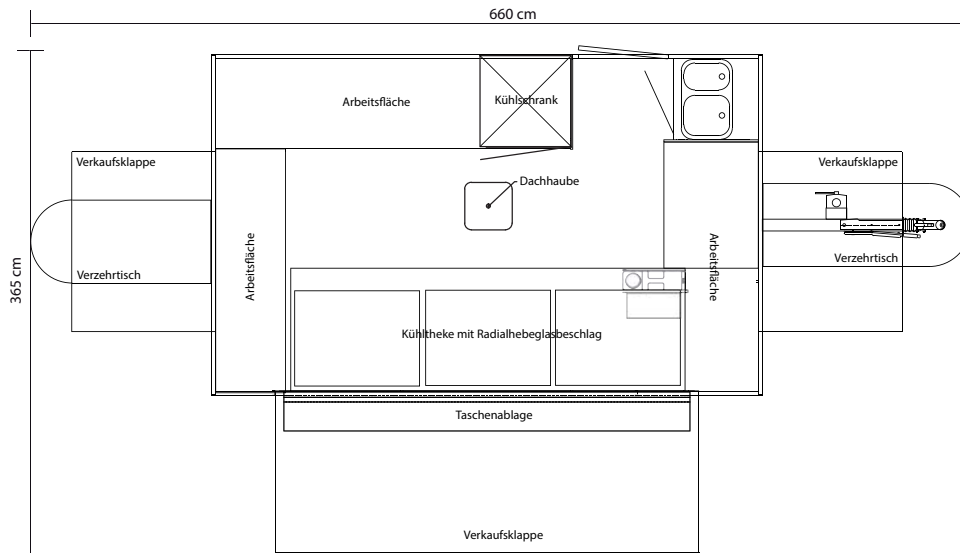 660 cm
Arbeitsfläche
Kühlschrank
Verkaufsklappe
Verkaufsklappe
Dachhaube
365 cm
Verzehrtisch
Arbeitsfläche
Arbeitsfläche
Verzehrtisch
Kühltheke mit Radialhebeglasbeschlag
Taschenablage
Verkaufsklappe